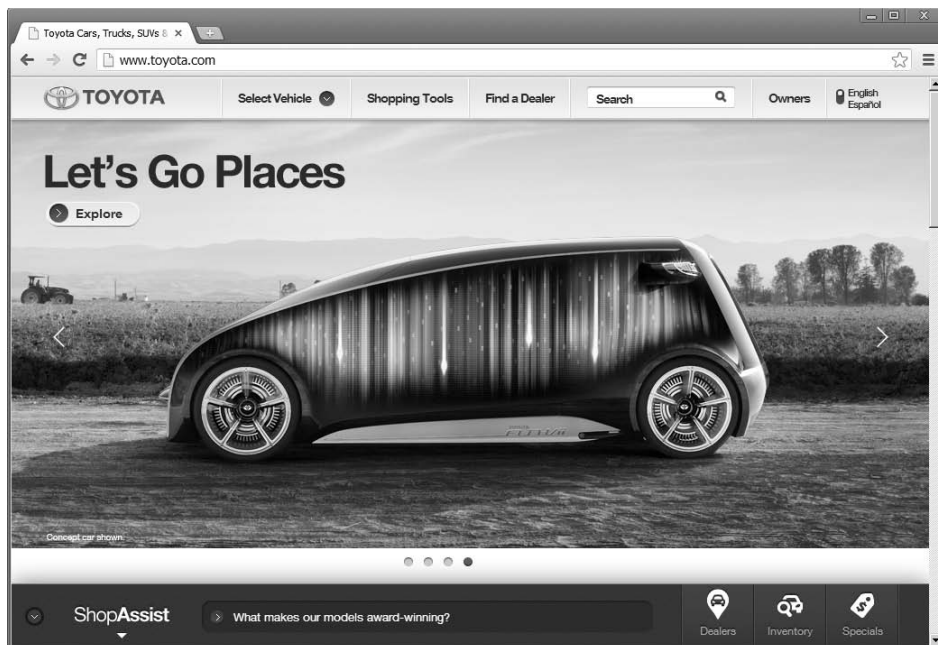 Toyota Cars, Trucks, SUVs &
www.toyota.com
TOYOTA
Select Vehicle
Shopping Tools
Find a Dealer
Search
Owners
English
Español
Let's Go Places
Explore
Concept car shown.
ShopAssist
What makes our models award-winning?
Dealers
Inventory
Specials